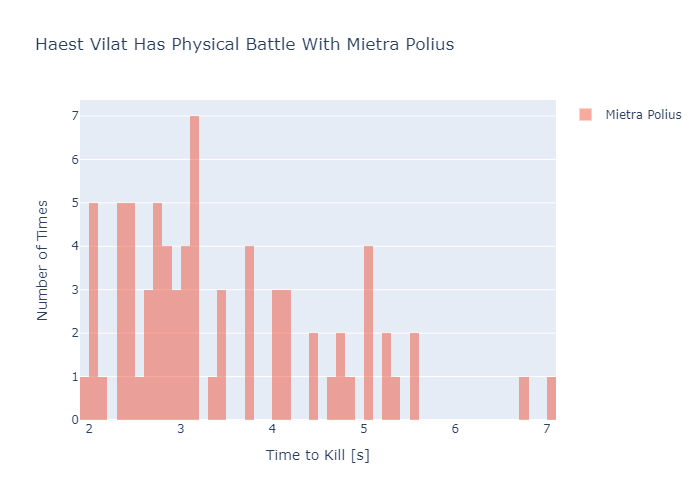 Haest Vilat Has Physical Battle With Mietra Polius
Mietra Polius
7
6
5
4
3
2
1
0
Number of Times
2 3 4 5 6 7
Time to Kill [s]